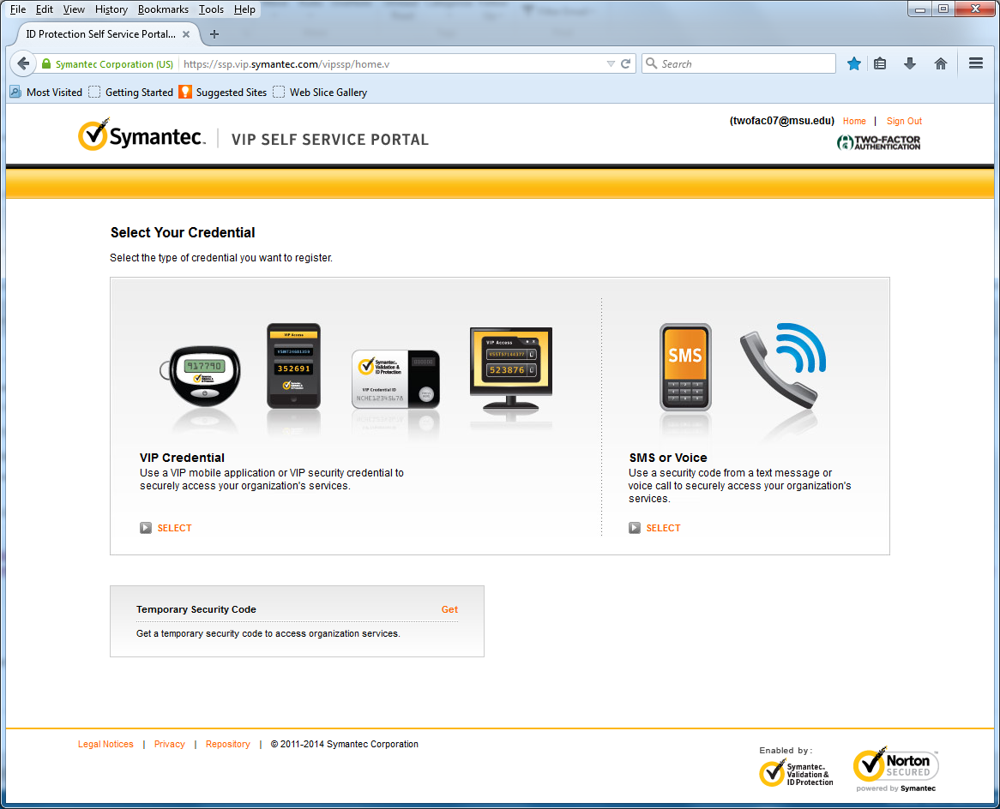 File Edit View History Bookmarks Tools Help
ID Protection Self Service Portal...
Symantec Corporation (US) https://ssp.vip.symantec.com/vipssp/home.v Search
Most Visited Getting Started Suggested Sites Web Slice Gallery
Symantec™ VIP SELF SERVICE PORTAL
(twofac07@msu.edu) Home | Sign Out
TWO-FACTOR
AUTHENTICATION
Select Your Credential
Select the type of credential you want to register.
917790
VIP Access
352691
Symantec.
Validation &
ID Protection
VIP Credential ID
NCHE12345678
VIP Access
VSST57144377
523876
SMS
VIP Credential
Use a VIP mobile application or VIP security credential to
securely access your organization's services.
SELECT
SMS or Voice
Use a security code from a text message or
voice call to securely access your organization's
services.
SELECT
Temporary Security Code Get
Get a temporary security code to access organization services.
Legal Notices | Privacy | Repository | © 2011-2014 Symantec Corporation
Enabled by:
Symantec™
Validation &
ID Protection
Norton™
SECURED
powered by Symantec